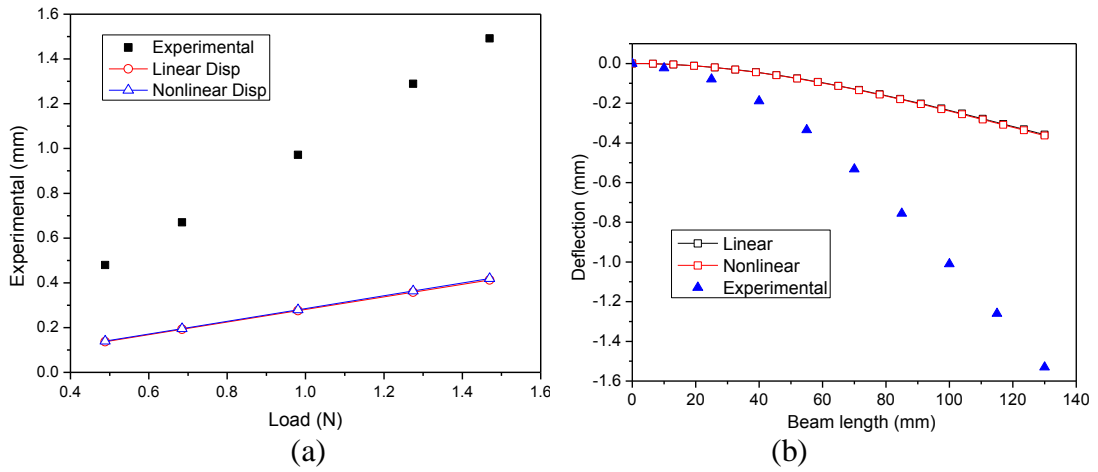 1.6
1.4
1.2
1.0
0.8
0.6
0.4
0.2
0.0
Experimental (mm)
Experimental
Linear Disp
Nonlinear Disp
0.4 0.6 0.8 1.0 1.2 1.4 1.6
Load (N)
(a)
0.0
-0.2
-0.4
-0.6
-0.8
-1.0
-1.2
-1.4
-1.6
Deflection (mm)
Linear
Nonlinear
Experimental
0 20 40 60 80 100 120 140
Beam length (mm)
(b)